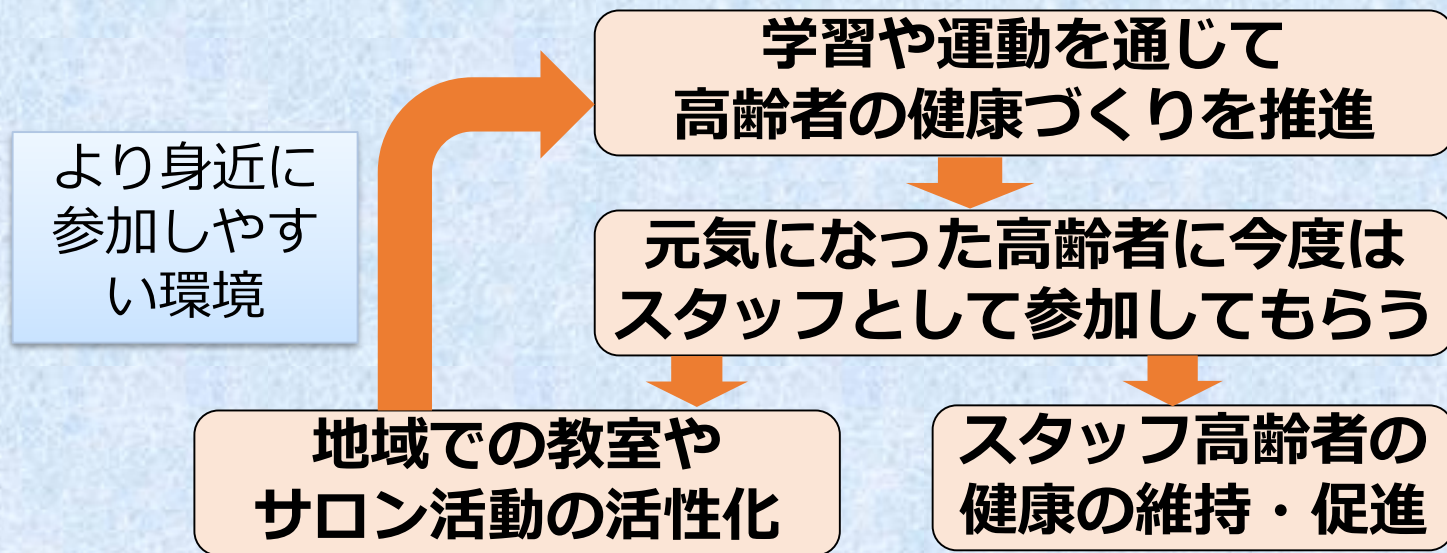 学習や運動を通じて
高齢者の健康づくりを推進
より身近に
参加しやす
い環境
元気になった高齢者に今度は
スタッフとして参加してもらう
地域での教室や
サロン活動の活性化
スタッフ高齢者の
健康の維持・促進